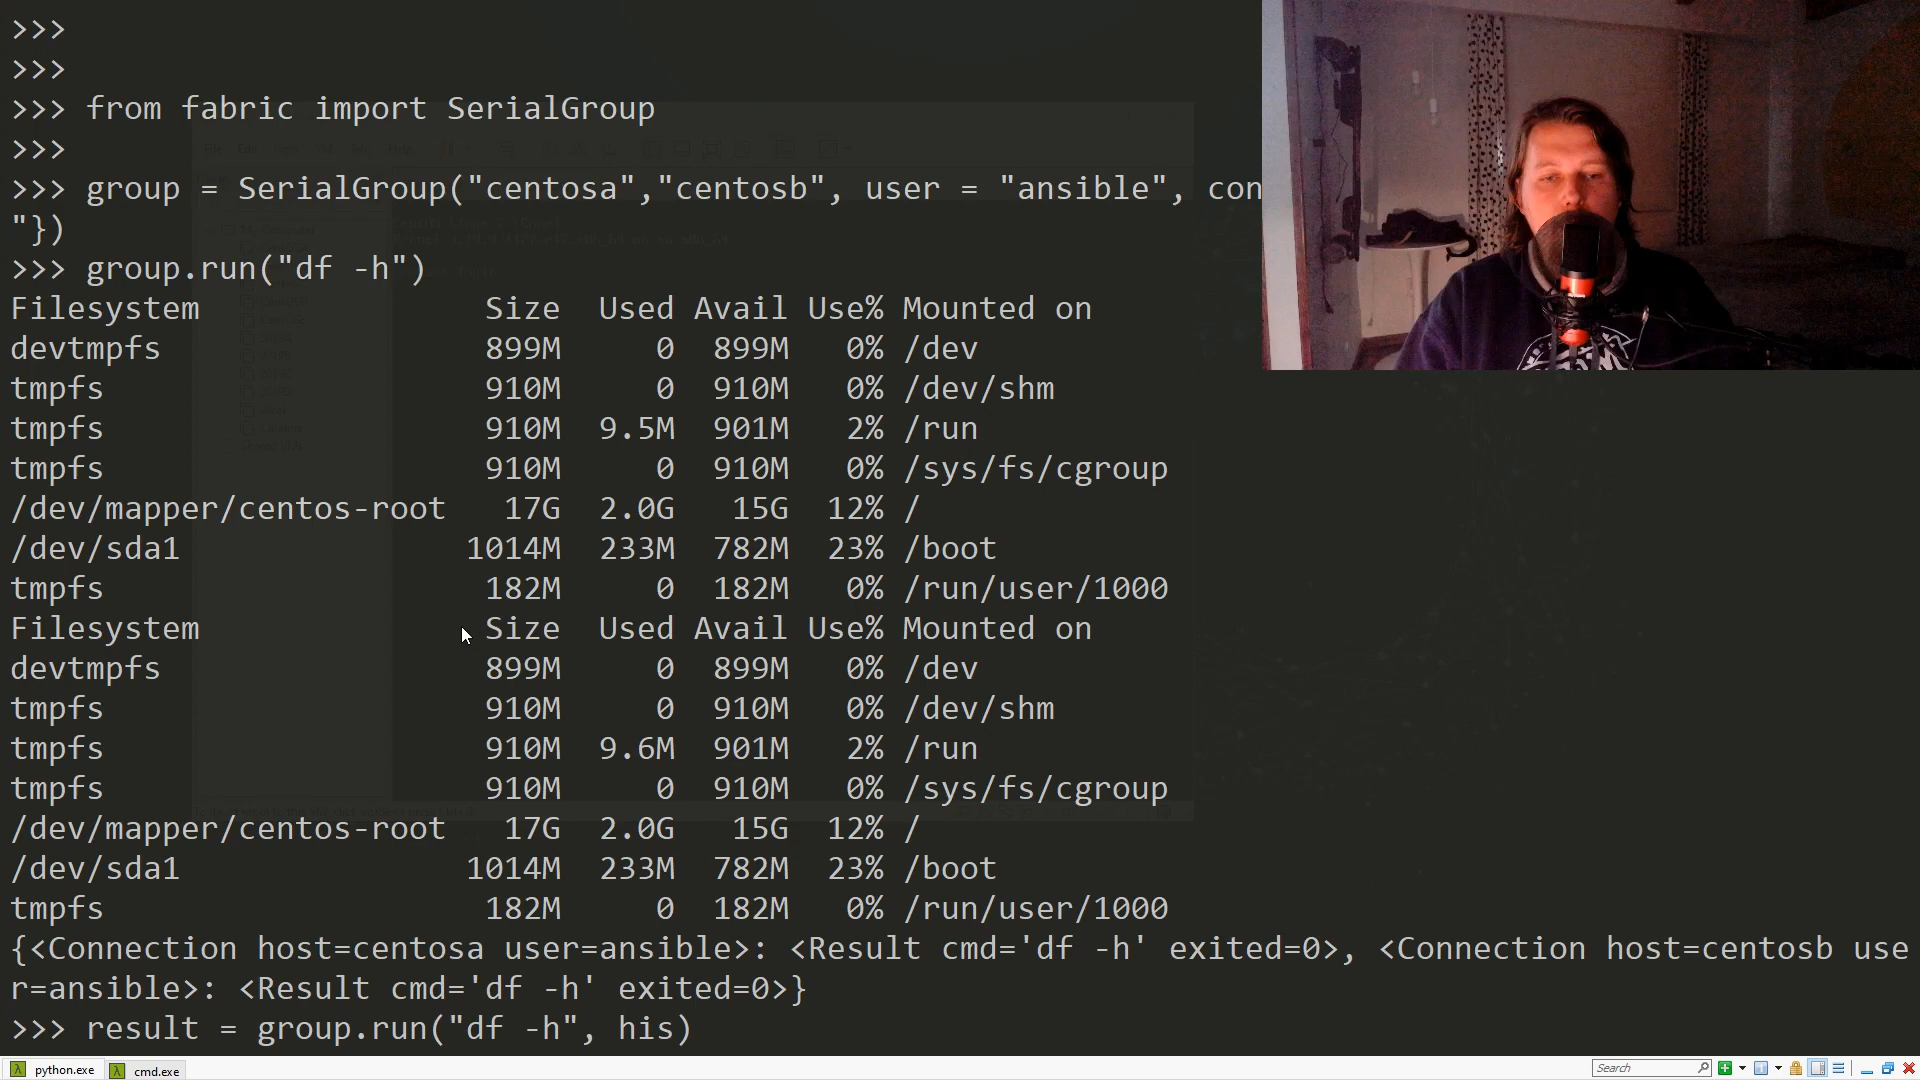 >>>
>>>
>>> from fabric import SerialGroup
>>>
>>> group = SerialGroup("centosa","centosb", user = "ansible", con
"})
>>> group.run("df -h")
Filesystem Size Used Avail Use% Mounted on
devtmpfs 899M 0 899M 0% /dev
tmpfs 910M 0 910M 0% /dev/shm
tmpfs 910M 9.5M 901M 2% /run
tmpfs 910M 0 910M 0% /sys/fs/cgroup
/dev/mapper/centos-root 17G 2.0G 15G 12% /
/dev/sda1 1014M 233M 782M 23% /boot
tmpfs 182M 0 182M 0% /run/user/1000
Filesystem Size Used Avail Use% Mounted on
devtmpfs 899M 0 899M 0% /dev
tmpfs 910M 0 910M 0% /dev/shm
tmpfs 910M 9.6M 901M 2% /run
tmpfs 910M 0 910M 0% /sys/fs/cgroup
/dev/mapper/centos-root 17G 2.0G 15G 12% /
/dev/sda1 1014M 233M 782M 23% /boot
tmpfs 182M 0 182M 0% /run/user/1000
{<Connection host=centosa user=ansible>: <Result cmd='df -h' exited=0>, <Connection host=centosb use
r=ansible>: <Result cmd='df -h' exited=0>}
>>> result = group.run("df -h", his)
python.exe cmd.exe Search